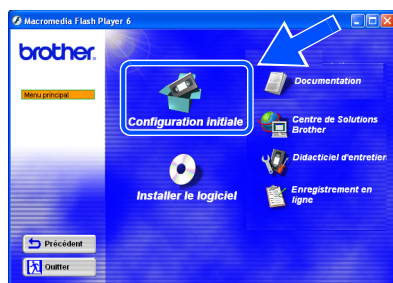 Macromedia Flash Player 6
brother.
Menu principal
Configuration initiale
Installer le logiciel
Documentation
Centre de Solutions
Brother
Didacticiel d'entretien
Enregistrement en
ligne
Précédent
Quitter